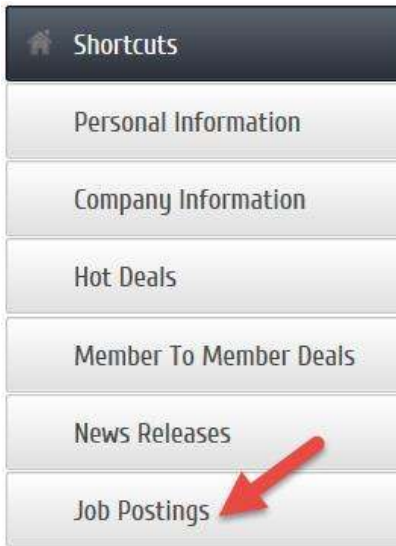 Shortcuts
Personal Information
Company Information
Hot Deals
Member To Member Deals
News Releases
Job Postings